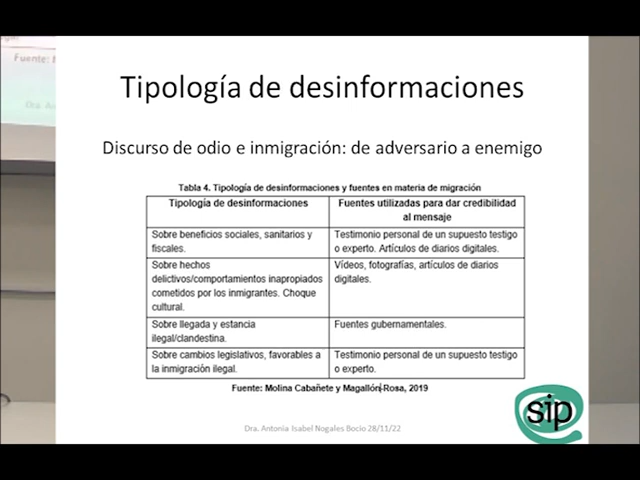 Fuente:
Dra.
Tipología de desinformaciones
Discurso de odio e inmigración: de adversario a enemigo
Tabla 4. Tipología de desinformaciones y fuentes en materia de migración
Tipología de desinformaciones
Fuentes utilizadas para dar credibilidad
al mensaje
Sobre beneficios sociales, sanitarios y
fiscales.
Testimonio personal de un supuesto testigo
o experto. Artículos de diarios digitales.
Sobre hechos
delictivos/comportamientos inapropiados
cometidos por los inmigrantes. Choque
cultural.
Vídeos, fotografías, artículos de diarios
digitales.
Sobre llegada y estancia
ilegal/clandestina.
Fuentes gubernamentales.
Sobre cambios legislativos, favorables a
la inmigración ilegal.
Testimonio personal de un supuesto testigo
o experto.
Fuente: Molina Cabañete y Magallón-Rosa, 2019
sip
Dra. Antonia Isabel Nogales Bocio 28/11/22